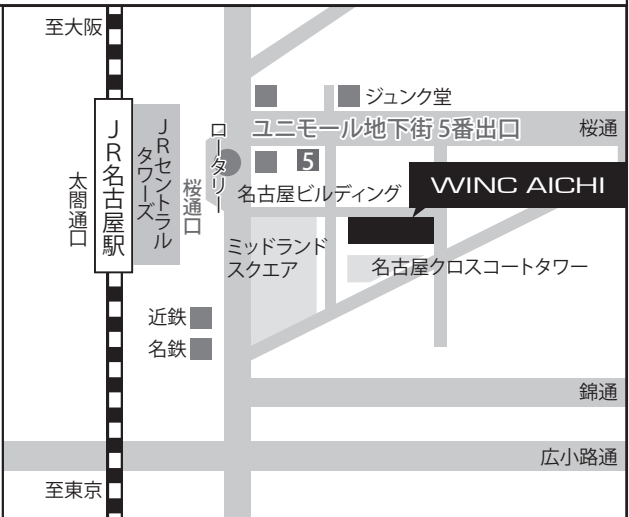 至大阪
ジュンク堂
ユニモール地下街 5番出口
桜通
JR名古屋駅
JRセントラル
タワーズ
ロータリー
桜通口
太閤通口
5
名古屋ビルディング
WINC AICHI
ミッドランド
スクエア
名古屋クロスコートタワー
近鉄
名鉄
錦通
広小路通
至東京